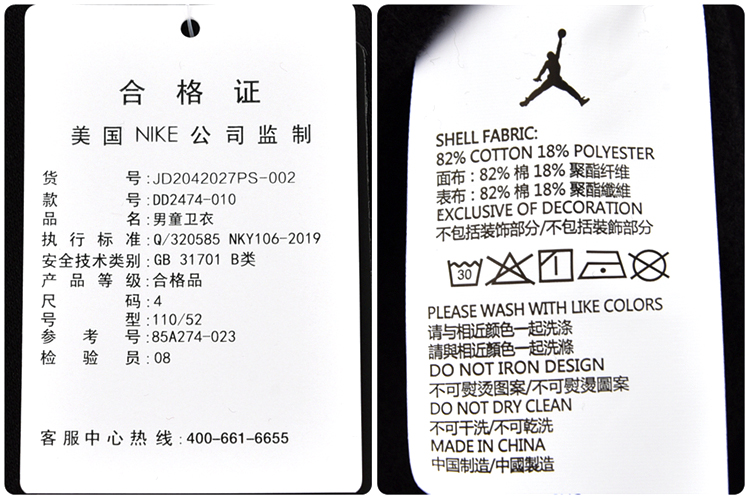 合格证
美国NIKE公司监制
货号:JD2042027PS-002
款号:DD2474-010
品名:男童卫衣
执行标准:Q/320585 NKY106-2019
安全技术类别:GB 31701 B类
产品等级:合格品
尺码:4
号型:110/52
参考号:85A274-023
检验员:08
客服中心热线:400-661-6655
SHELL FABRIC:
82% COTTON 18% POLYESTER
面布:82% 棉 18% 聚酯纤维
表布:82% 棉 18% 聚酯纖維
EXCLUSIVE OF DECORATION
不包括装饰部分/不包括裝飾部分
30
PLEASE WASH WITH LIKE COLORS
请与相近颜色一起洗涤
請與相近顏色一起洗滌
DO NOT IRON DESIGN
不可熨烫图案/不可熨燙圖案
DO NOT DRY CLEAN
不可干洗/不可乾洗
MADE IN CHINA
中国制造/中國製造